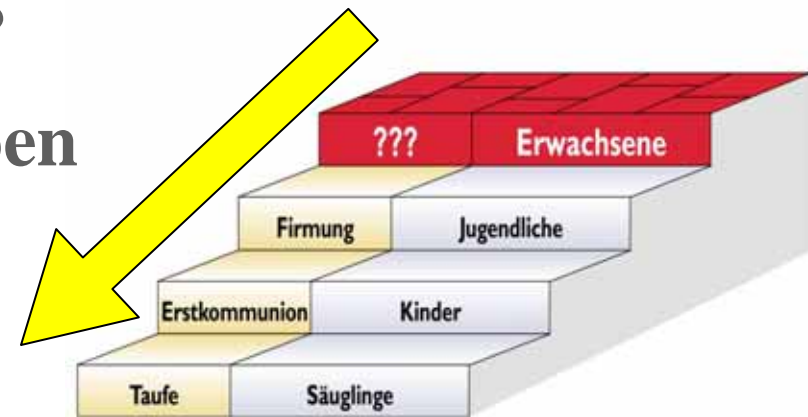 ??? Erwachsene
Firmung Jugendliche
Erstkommunion Kinder
Taufe Säuglinge